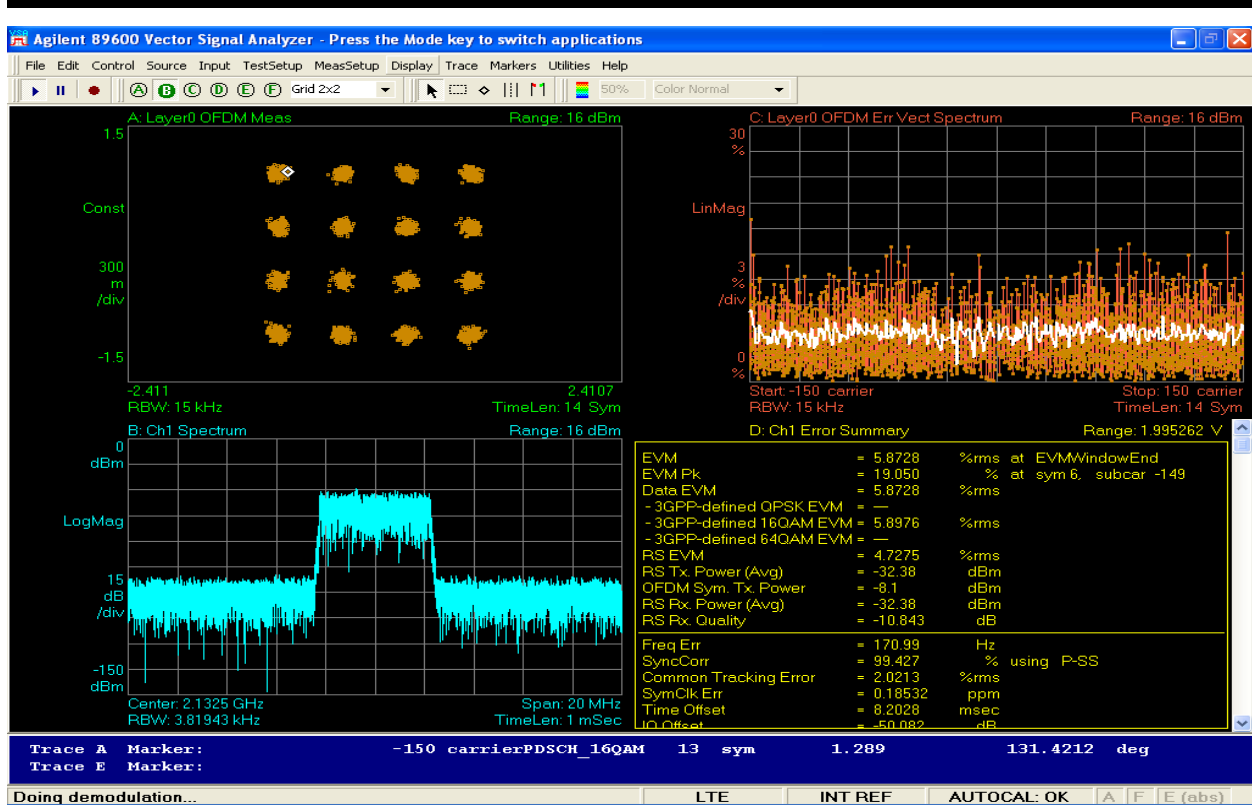 Agilent 89600 Vector Signal Analyzer - Press the Mode key to switch applications
File Edit Control Source Input TestSetup MeasSetup Display Trace Markers Utilities Help
A B C D E F Grid 2x2 50% Color Normal
A: Layer0 OFDM Meas Range: 16 dBm
1.5
Const
300
m
/div
-1.5
-2.411 2.4107
RBW: 15 kHz TimeLen: 14 Sym
C: Layer0 OFDM Err Vect Spectrum Range: 16 dBm
30
%
LinMag
3
%
/div
0
%
Start: -150 carrier Stop: 150 carrier
RBW: 15 kHz TimeLen: 14 Sym
B: Ch1 Spectrum Range: 16 dBm
0
dBm
LogMag
15
dB
/div
-150
dBm
Center: 2.1325 GHz Span: 20 MHz
RBW: 3.81943 kHz TimeLen: 1 mSec
D: Ch1 Error Summary Range: 1.995262 V
EVM = 5.8728 %rms at EVMWindowEnd
EVM Pk = 19.050 % at sym 6, subcar -149
Data EVM = 5.8728 %rms
- 3GPP-defined QPSK EVM = —
- 3GPP-defined 16QAM EVM = 5.8976 %rms
- 3GPP-defined 64QAM EVM = —
RS EVM = 4.7275 %rms
RS Tx. Power (Avg) = -32.38 dBm
OFDM Sym. Tx. Power = -8.1 dBm
RS Rx. Power (Avg) = -32.38 dBm
RS Rx. Quality = -10.843 dB
Freq Err = 170.99 Hz
SyncCorr = 99.427 % using P-SS
Common Tracking Error = 2.0213 %rms
SymClk Err = 0.18532 ppm
Time Offset = 8.2028 msec
IQ Offset = -50.082 dB
Trace A Marker: -150 carrierPDSCH_16QAM 13 sym 1.289 131.4212 deg
Trace E Marker:
Doing demodulation... LTE INT REF AUTOCAL: OK A F E (abs)